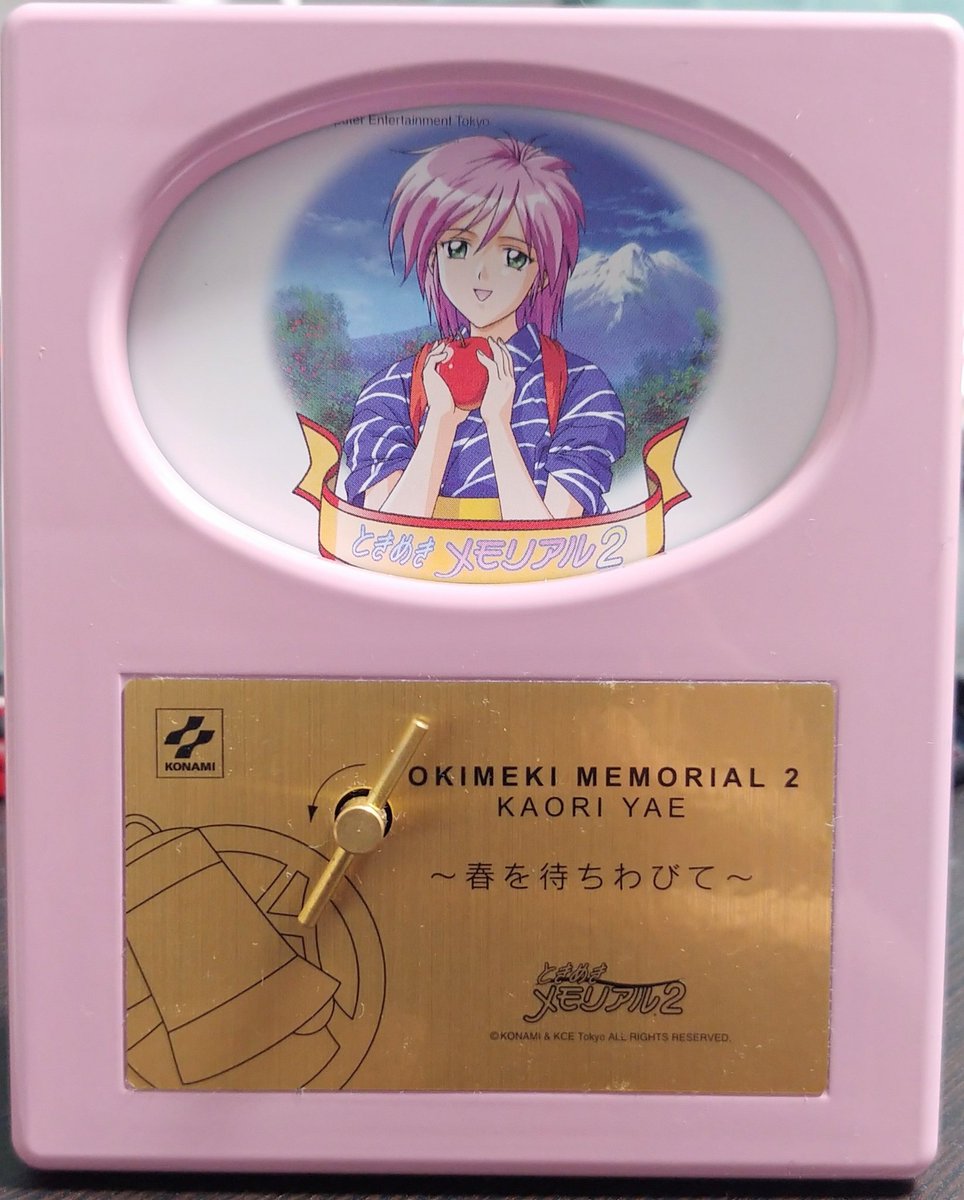 Entertainment Tokyo
ときめきメモリアル2
KONAMI
OKIMEKI MEMORIAL 2
KAORI YAE
～春を待ちわびて～
ときめき
メモリアル2
©KONAMI & KCE Tokyo ALL RIGHTS RESERVED.